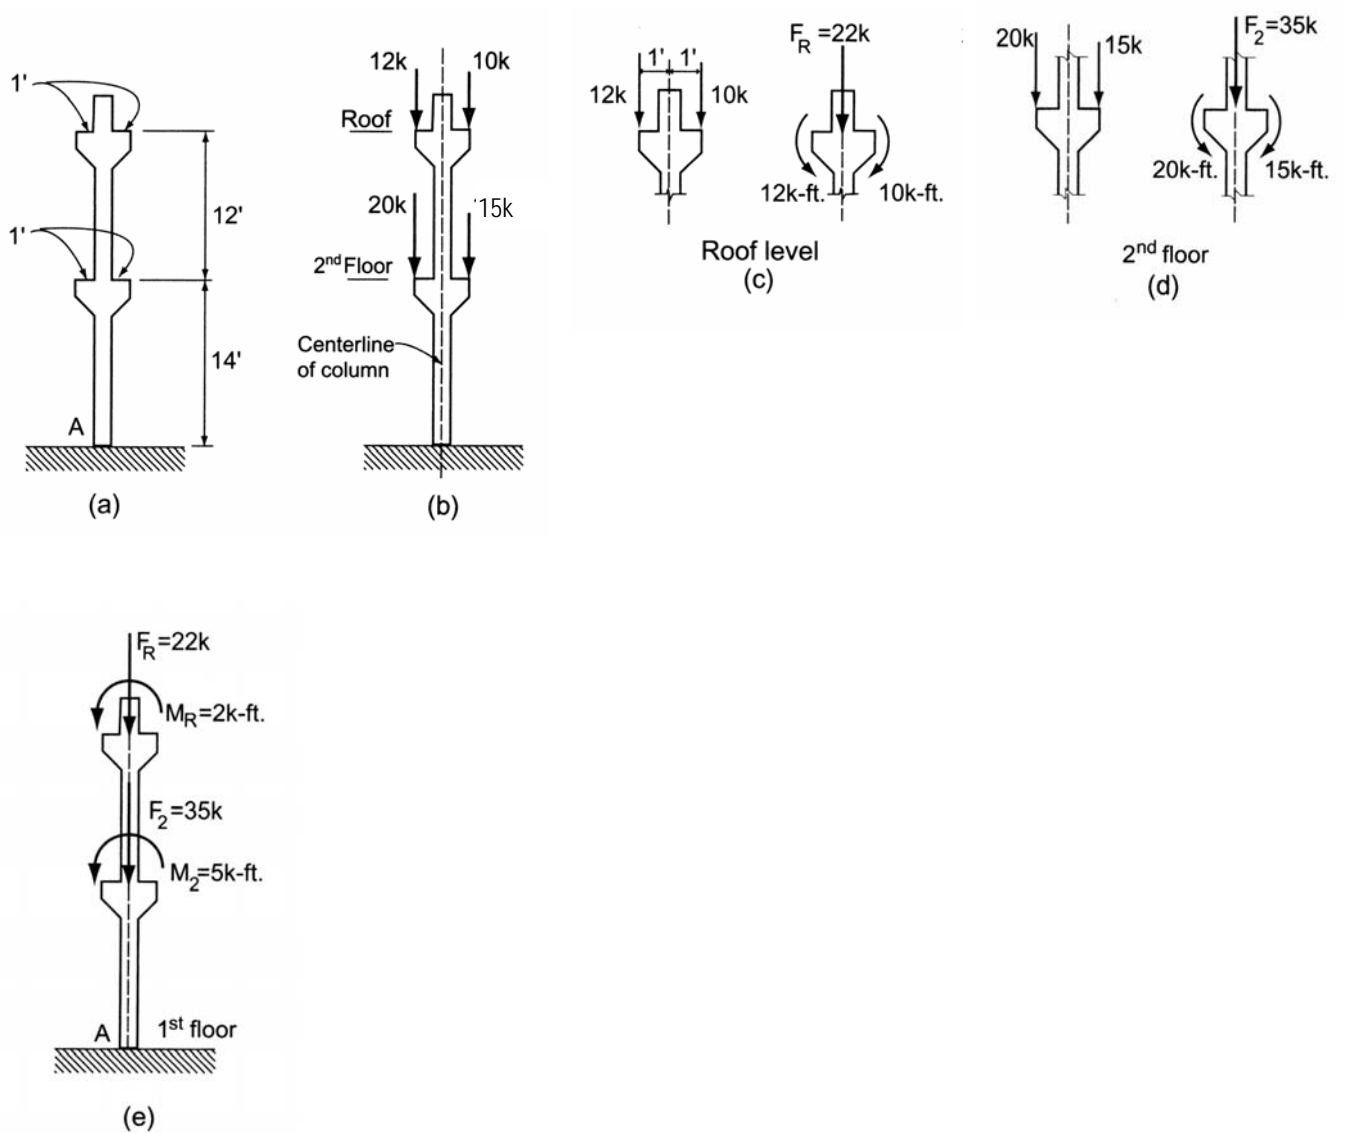 1'
1'
12'
14'
A
(a)
12k 10k
Roof
20k 15k
2nd Floor
Centerline
of column
(b)
1' 1'
12k 10k
FR =22k
12k-ft. 10k-ft.
Roof level
(c)
20k 15k
F2=35k
20k-ft. 15k-ft.
2nd floor
(d)
FR=22k
MR=2k-ft.
F2=35k
M2=5k-ft.
A 1st floor
(e)